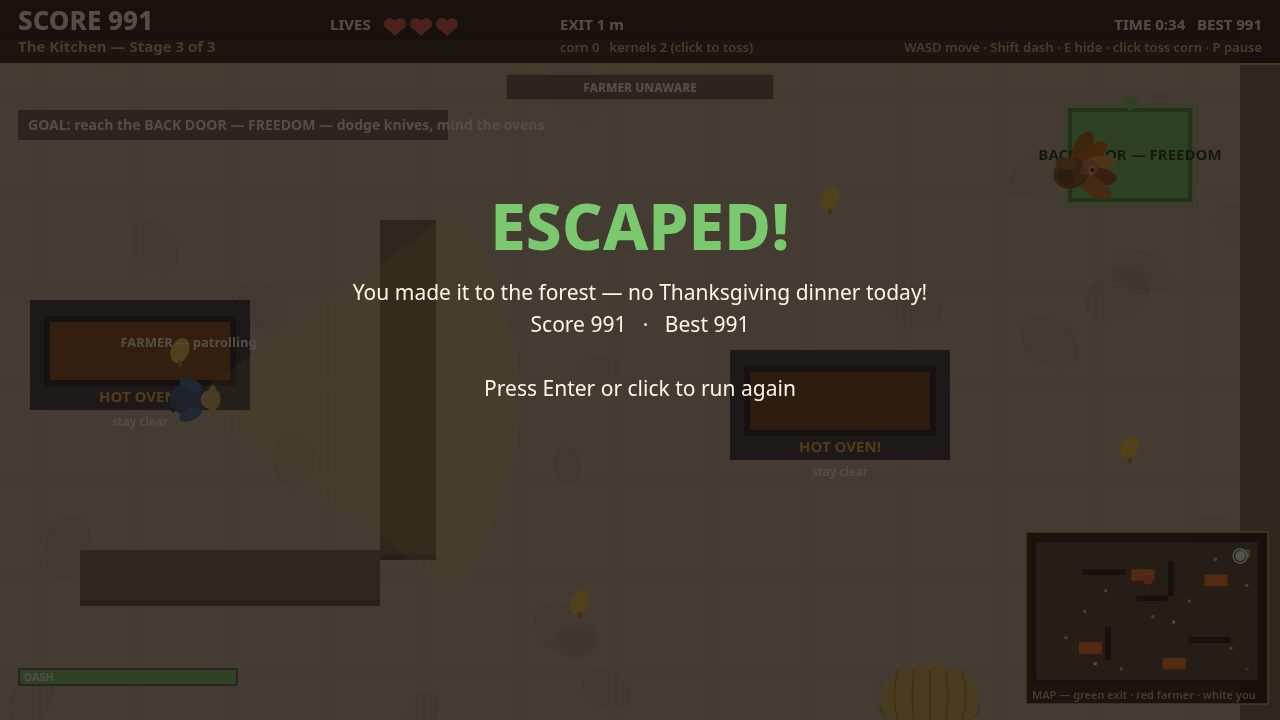 SCORE 991
LIVES
EXIT 1 m
TIME 0:34 BEST 991
The Kitchen — Stage 3 of 3
corn 0 kernels 2 (click to toss)
WASD move · Shift dash · E hide · click toss corn · P pause
FARMER UNAWARE
GOAL: reach the BACK DOOR — FREEDOM — dodge knives, mind the ovens
BACK DOOR — FREEDOM
ESCAPED!
You made it to the forest — no Thanksgiving dinner today!
Score 991 · Best 991
Press Enter or click to run again
FARMER — patrolling
HOT OVEN!
stay clear
HOT OVEN!
stay clear
DASH
MAP — green exit · red farmer · white you